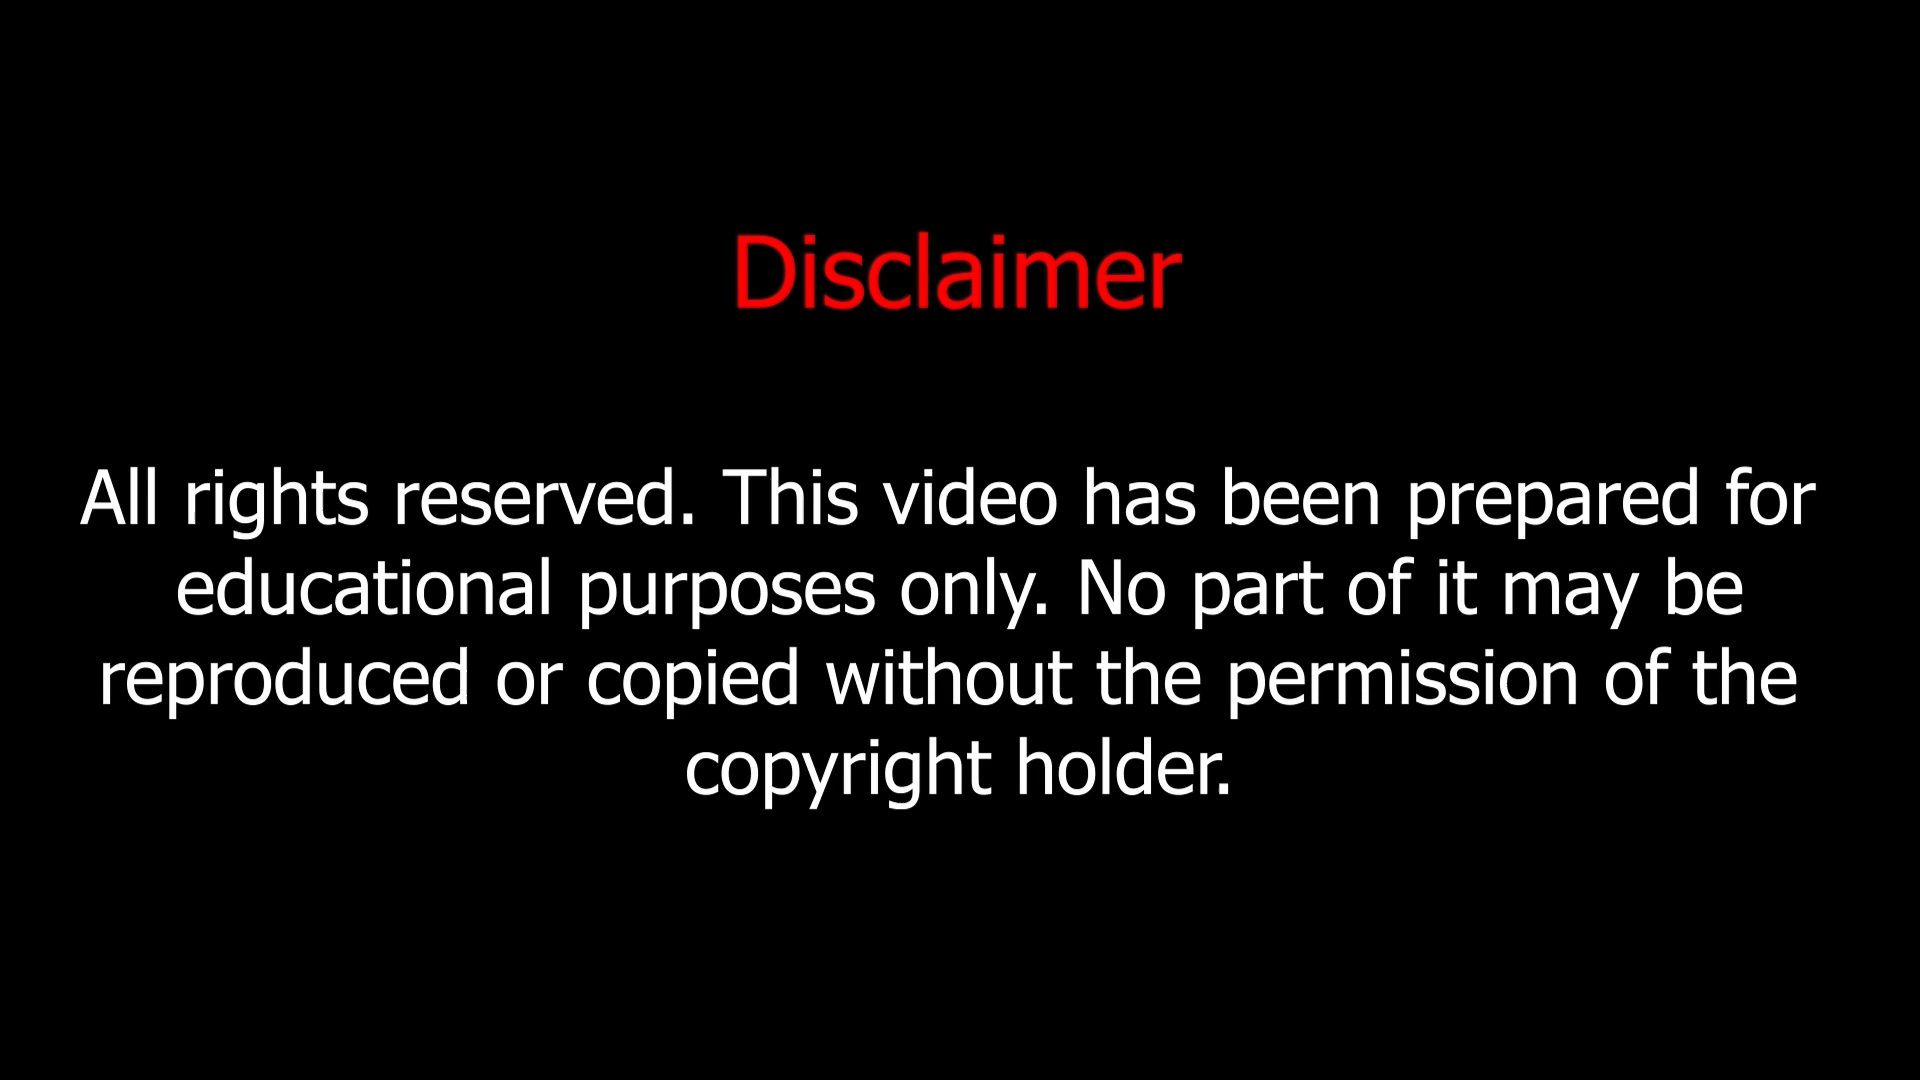 Disclaimer
All rights reserved. This video has been prepared for
educational purposes only. No part of it may be
reproduced or copied without the permission of the
copyright holder.